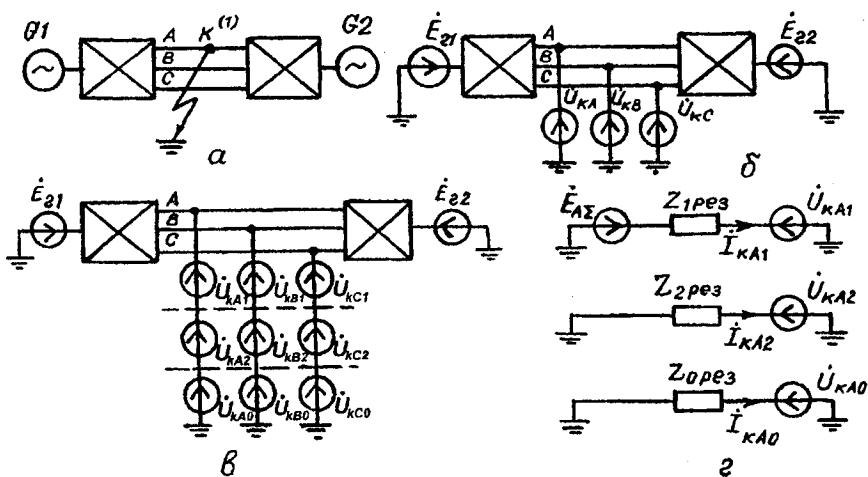 G1
A
K (1)
B
C
G2
а
Ė г1
A
B
C
U̇ кA
U̇ кB
U̇ кC
Ė г2
б
Ė г1
A
B
C
Ė г2
U̇ кA1
U̇ кB1
U̇ кC1
U̇ кA2
U̇ кB2
U̇ кC2
U̇ кA0
U̇ кB0
U̇ кC0
в
Ė AΣ
Z 1рез
İ кA1
U̇ кA1
Z 2рез
İ кA2
U̇ кA2
Z 0рез
İ кA0
U̇ кA0
г